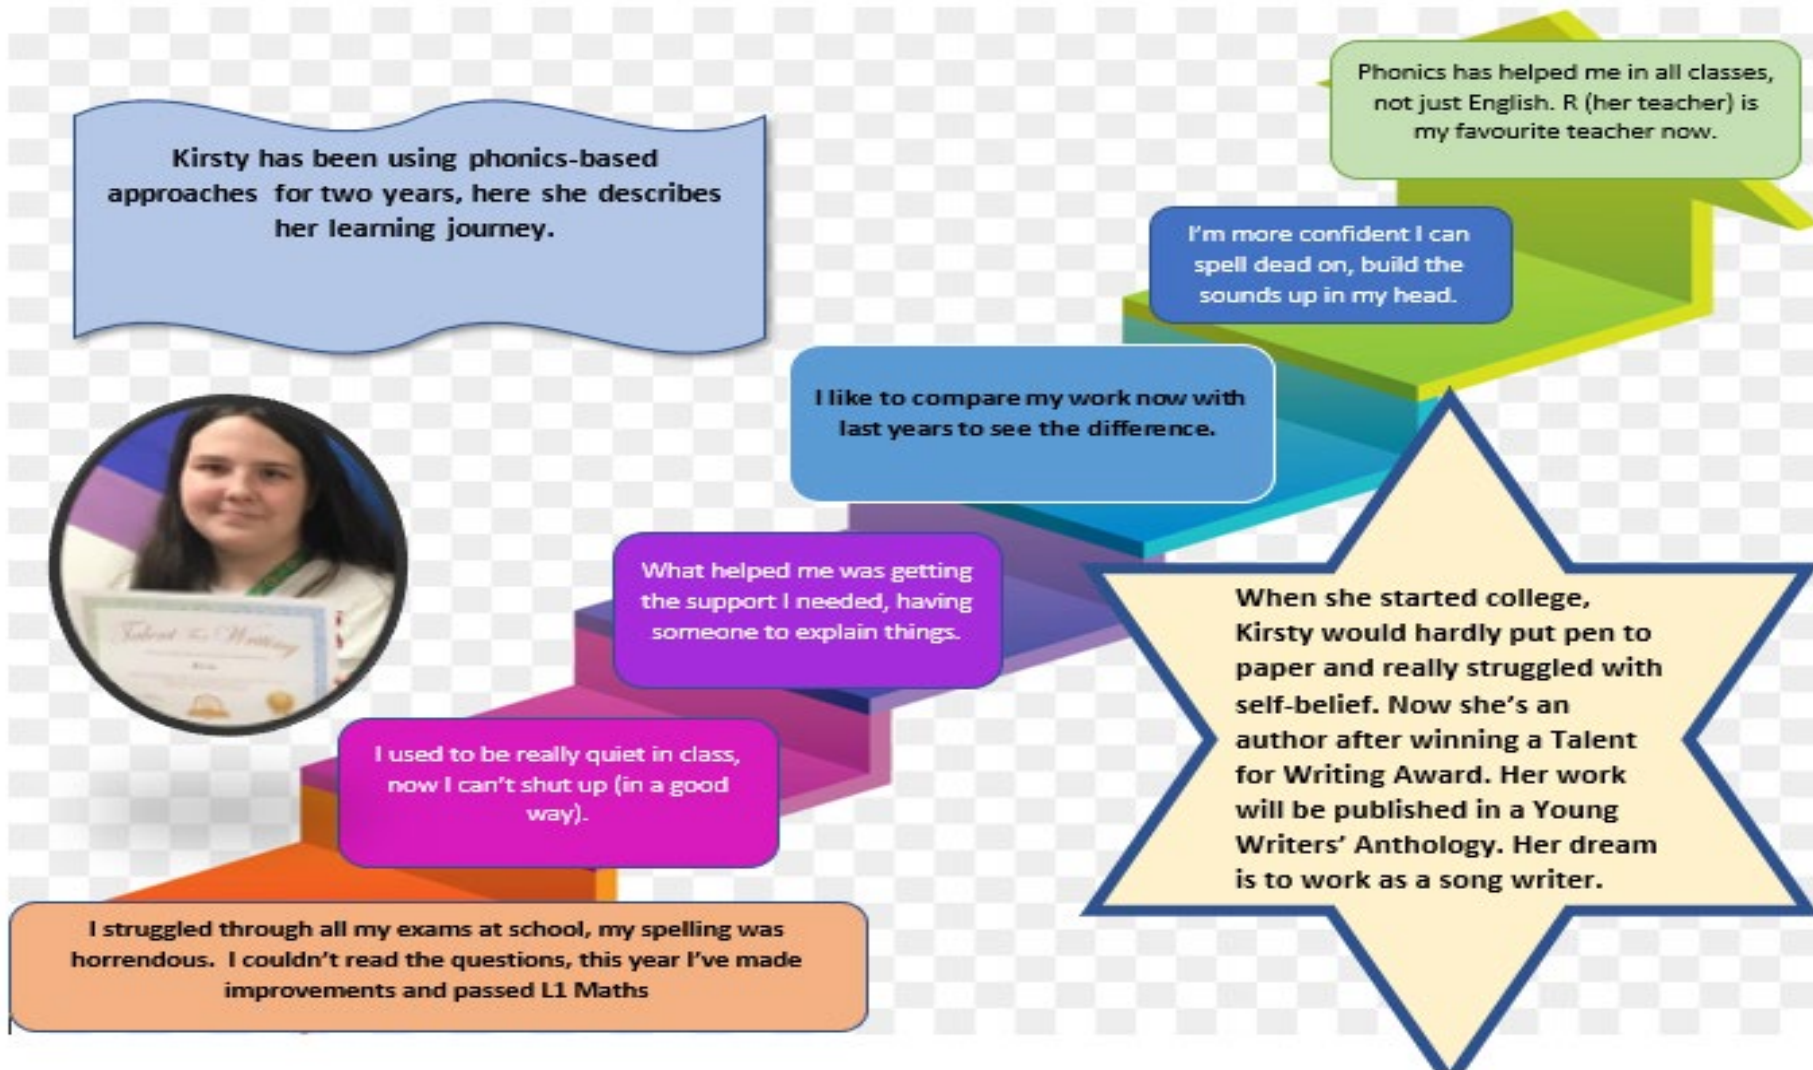 Kirsty has been using phonics-based
approaches for two years, here she describes
her learning journey.
Talent For Writing
I struggled through all my exams at school, my spelling was
horrendous. I couldn't read the questions, this year I've made
improvements and passed L1 Maths
I used to be really quiet in class,
now I can't shut up (in a good
way).
What helped me was getting
the support I needed, having
someone to explain things.
I like to compare my work now with
last years to see the difference.
I'm more confident I can
spell dead on, build the
sounds up in my head.
Phonics has helped me in all classes,
not just English. R (her teacher) is
my favourite teacher now.
When she started college,
Kirsty would hardly put pen to
paper and really struggled with
self-belief. Now she's an
author after winning a Talent
for Writing Award. Her work
will be published in a Young
Writers' Anthology. Her dream
is to work as a song writer.